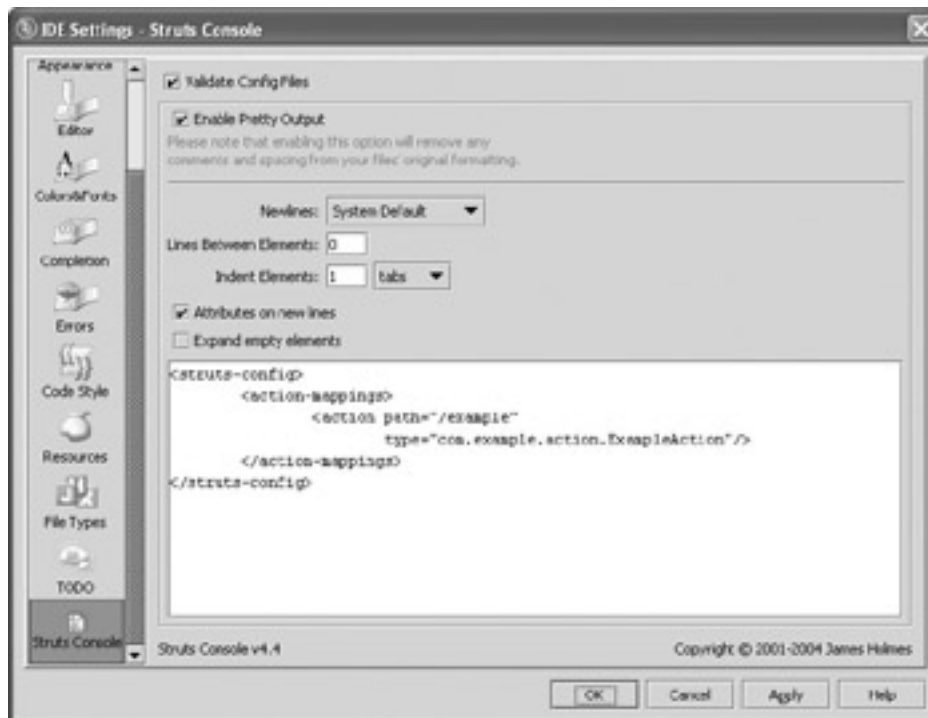 IDE Settings - Struts Console
Appearance
Editor
Colors&Fonts
Completion
Errors
Code Style
Resources
File Types
TODO
Struts Console
Validate Config Files
Enable Pretty Output
Please note that enabling this option will remove any
comments and spacing from your files' original formatting.
Newlines: System Default
Lines Between Elements: 0
Indent Elements: 1 tabs
Attributes on new lines
Expand empty elements
<struts-config>
<action-mappings>
<action path="/example"
type="com.example.action.ExampleAction"/>
</action-mappings>
</struts-config>
Struts Console v4.4 Copyright © 2001-2004 James Holmes
OK Cancel Apply Help